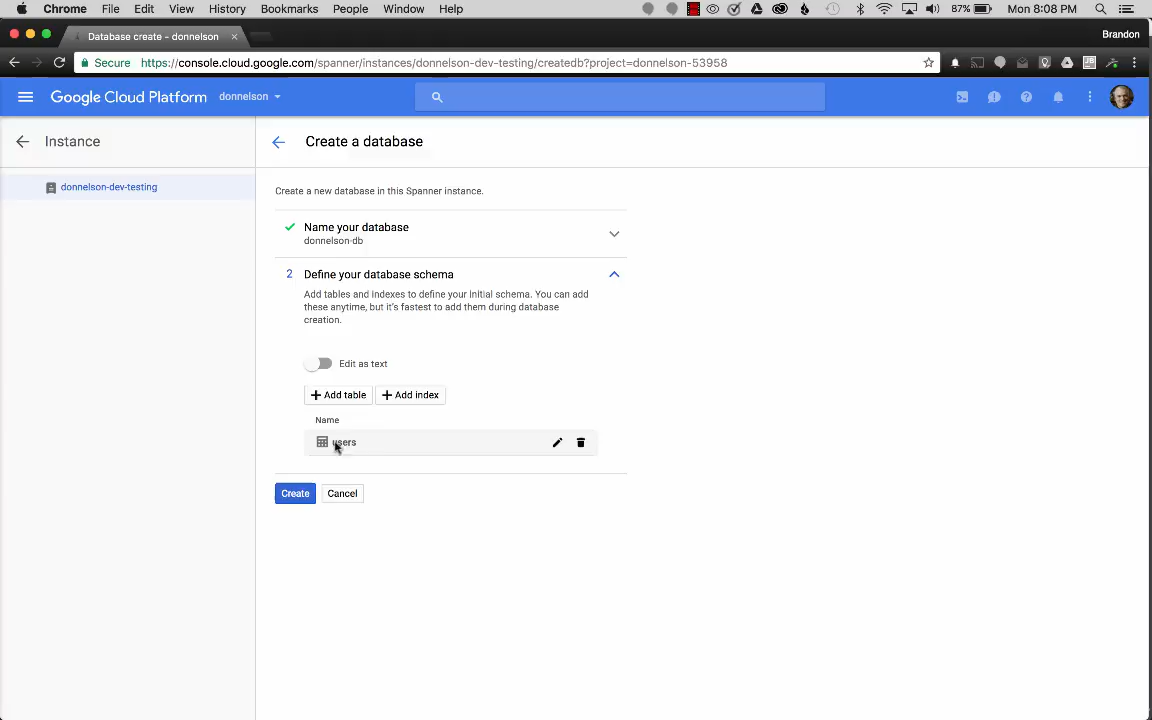 Chrome File Edit View History Bookmarks People Window Help 87% Mon 8:08 PM
Database create - donnelson
Brandon
Secure https://console.cloud.google.com/spanner/instances/donnelson-dev-testing/createdb?project=donnelson-53958
Google Cloud Platform donnelson
Instance
Create a database
donnelson-dev-testing
Create a new database in this Spanner instance.
Name your database
donnelson-db
2 Define your database schema
Add tables and indexes to define your initial schema. You can add
these anytime, but it's fastest to add them during database
creation.
Edit as text
Add table Add index
Name
users
Create Cancel